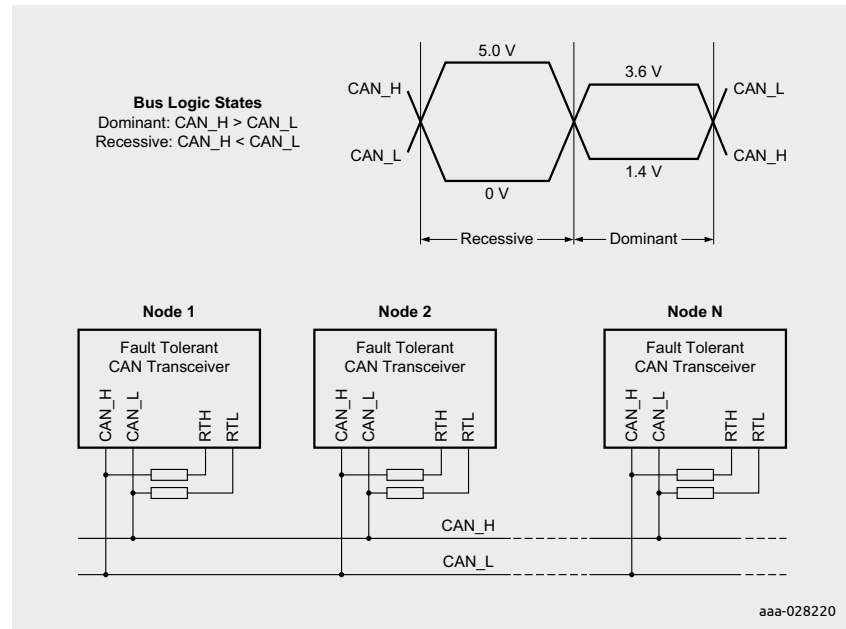 5.0 V
3.6 V
CAN_H
CAN_L
Bus Logic States
Dominant: CAN_H > CAN_L
Recessive: CAN_H < CAN_L
CAN_L
CAN_H
1.4 V
0 V
Recessive
Dominant
Node 1
Node 2
Node N
Fault Tolerant
CAN Transceiver
CAN_H
CAN_L
RTH
RTL
Fault Tolerant
CAN Transceiver
CAN_H
CAN_L
RTH
RTL
Fault Tolerant
CAN Transceiver
CAN_H
CAN_L
RTH
RTL
CAN_H
CAN_L
aaa-028220